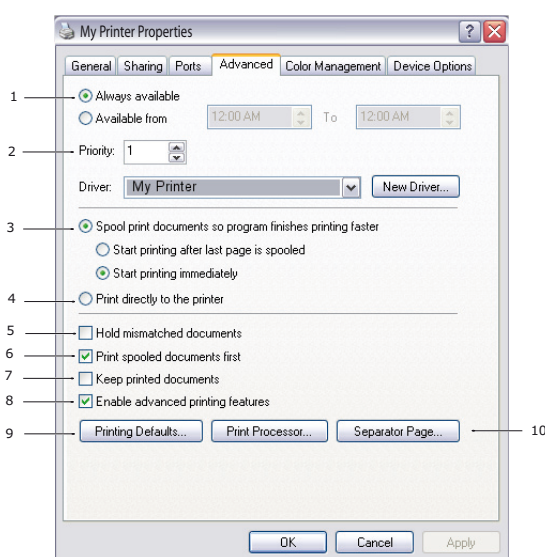 My Printer Properties ?
General Sharing Ports Advanced Color Management Device Options
1 Always available
Available from 12:00 AM To 12:00 AM
2 Priority: 1
Driver: My Printer New Driver...
3 Spool print documents so program finishes printing faster
Start printing after last page is spooled
Start printing immediately
4 Print directly to the printer
5 Hold mismatched documents
6 Print spooled documents first
7 Keep printed documents
8 Enable advanced printing features
9 Printing Defaults... Print Processor... Separator Page... 10
OK Cancel Apply